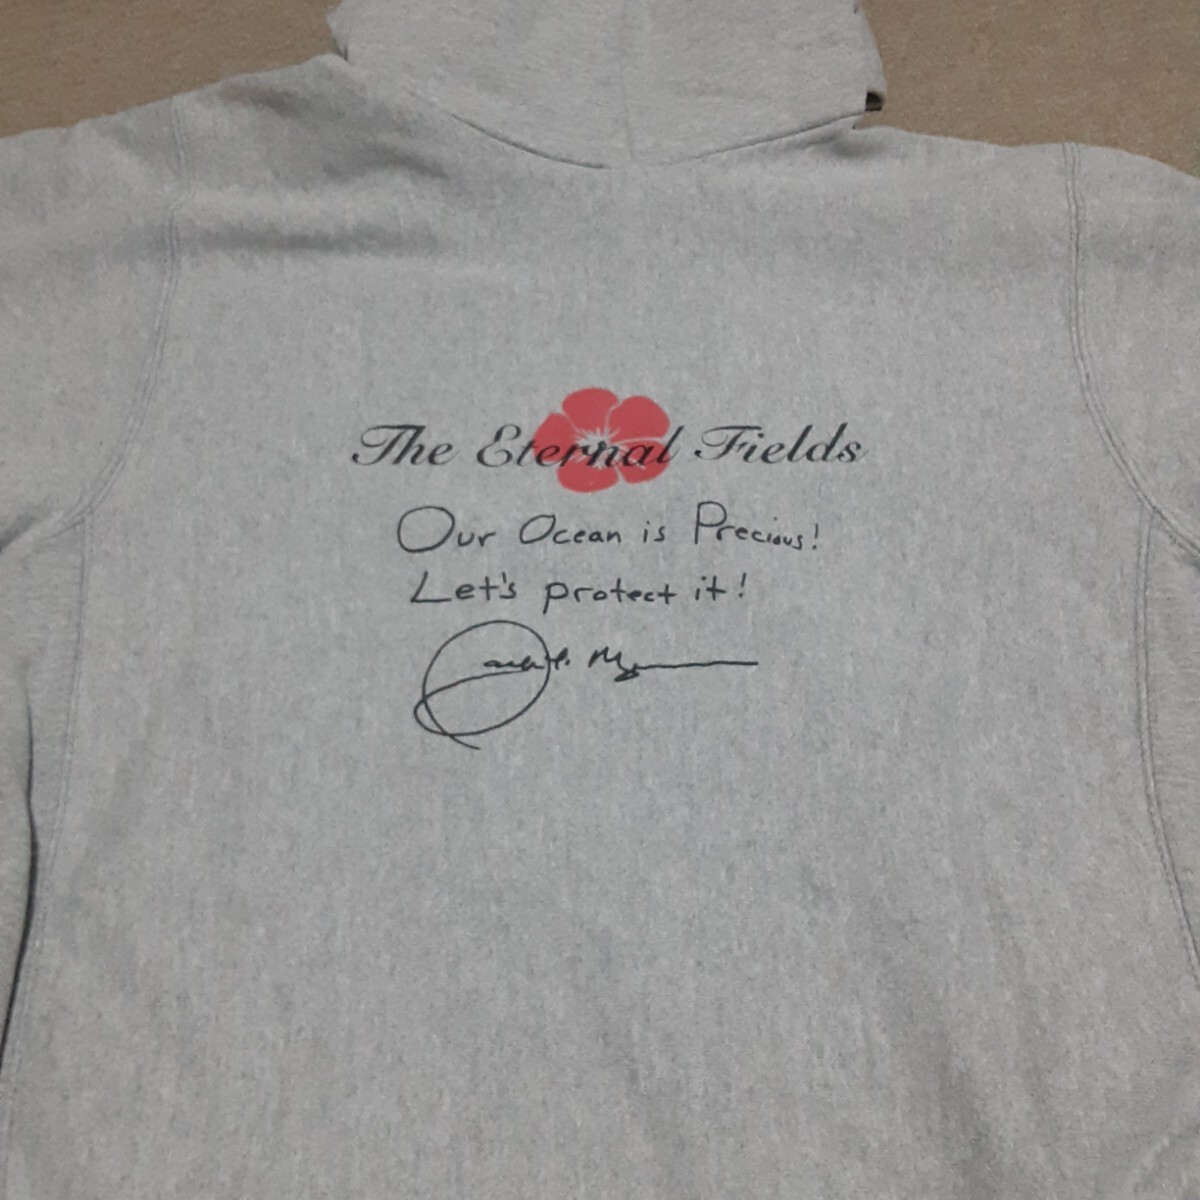 The Eternal Fields
Our Ocean is Precious!
Let's protect it!